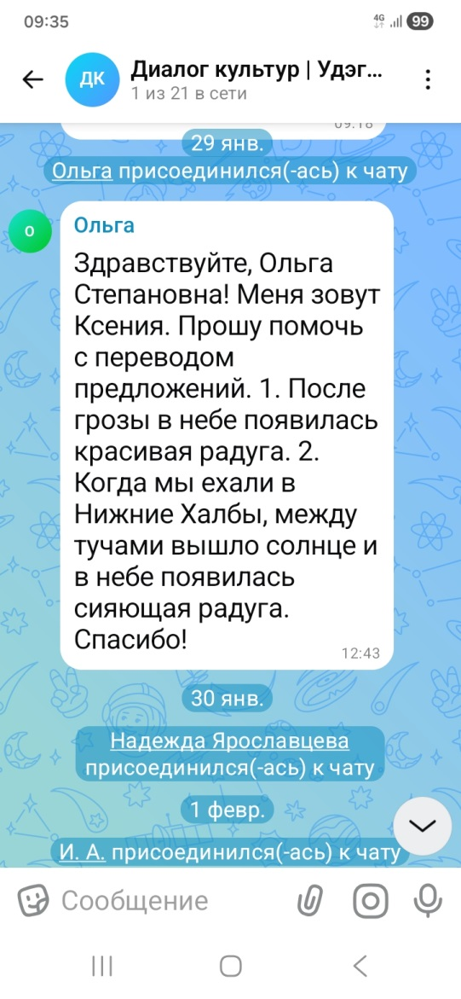 09:35
4G
99
ДК
Диалог культур | Удэг...
1 из 21 в сети
09:18
29 янв.
Ольга присоединился(-ась) к чату
О
Ольга
Здравствуйте, Ольга
Степановна! Меня зовут
Ксения. Прошу помочь
с переводом
предложений. 1. После
грозы в небе появилась
красивая радуга. 2.
Когда мы ехали в
Нижние Халбы, между
тучами вышло солнце и
в небе появилась
сияющая радуга.
Спасибо!
12:43
30 янв.
Надежда Ярославцева
присоединился(-ась) к чату
1 февр.
И. А. присоединился(-ась) к чату
Сообщение